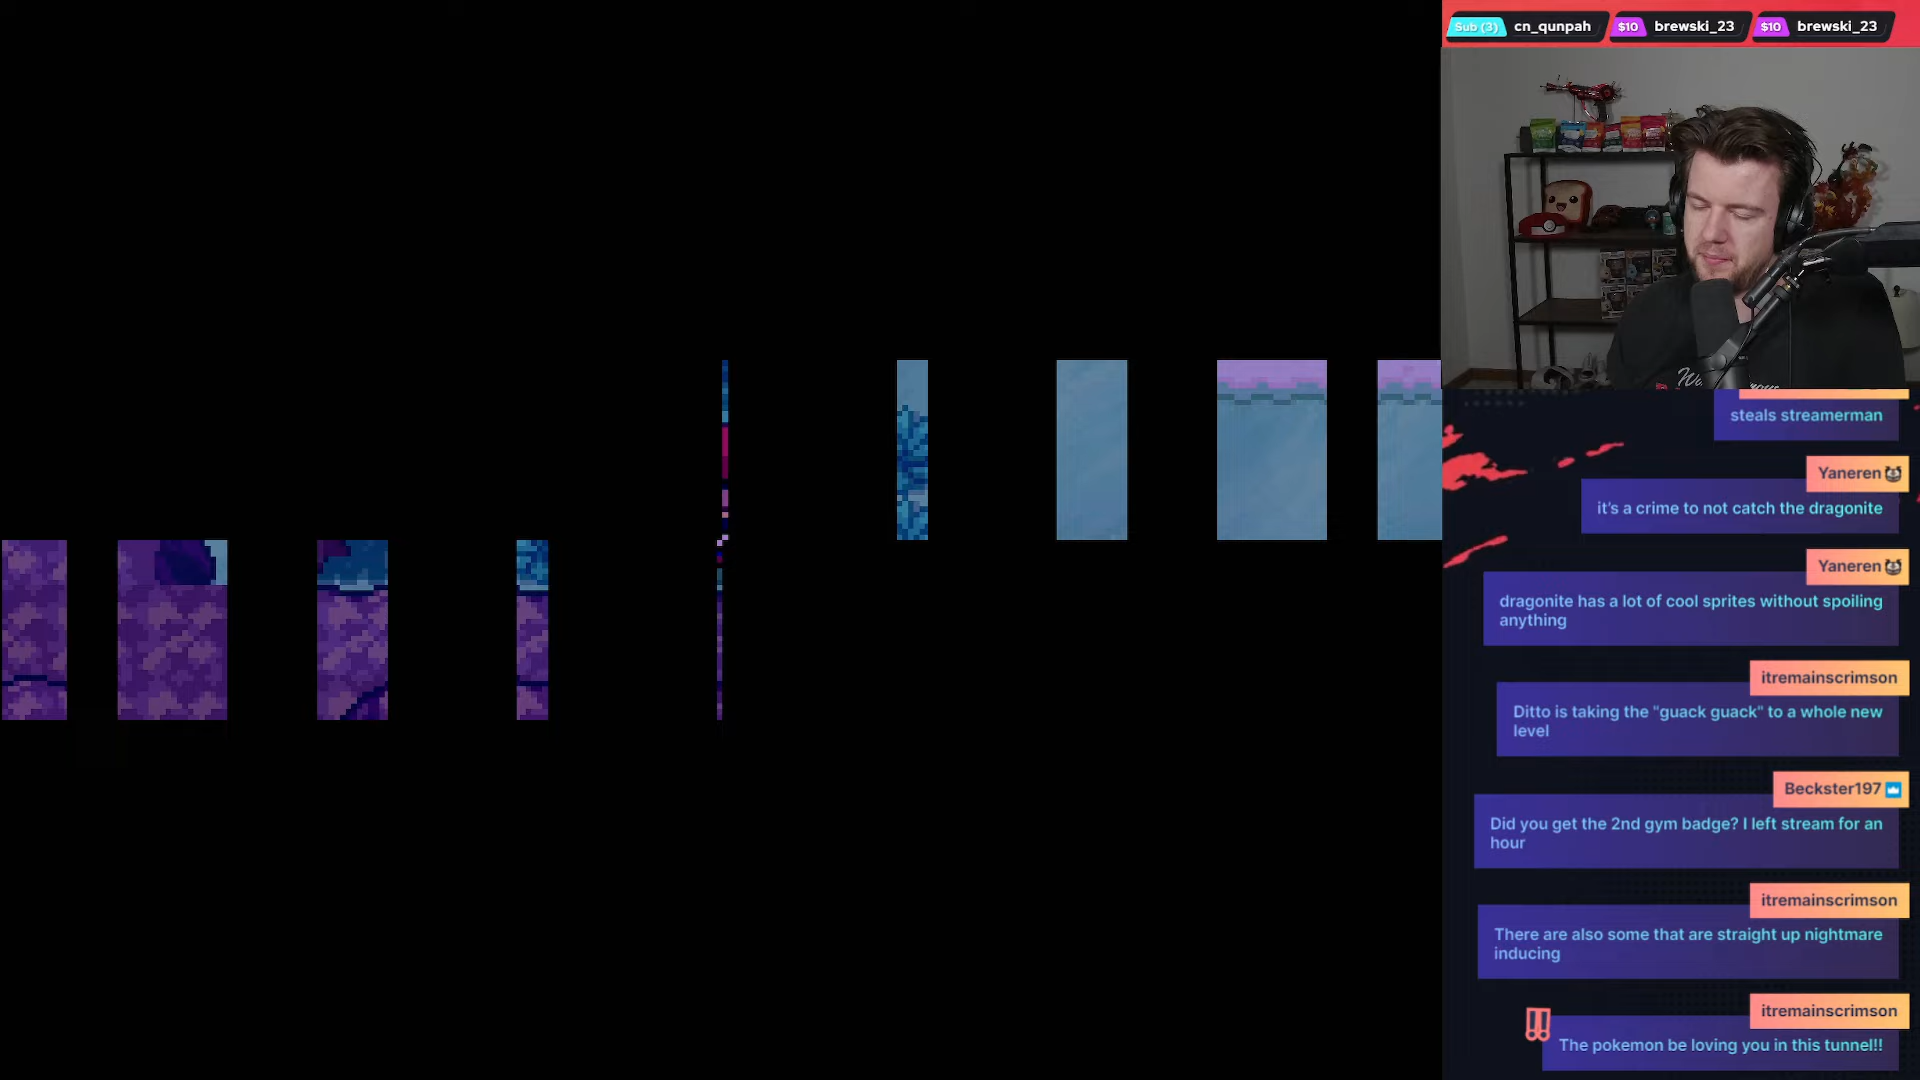 Sub (3) cn_qunpah $10 brewski_23 $10 brewski_23
steals streamerman
Yaneren
it's a crime to not catch the dragonite
Yaneren
dragonite has a lot of cool sprites without spoiling
anything
itremainscrimson
Ditto is taking the "guack guack" to a whole new
level
Beckster197
Did you get the 2nd gym badge? I left stream for an
hour
itremainscrimson
There are also some that are straight up nightmare
inducing
itremainscrimson
The pokemon be loving you in this tunnel!!